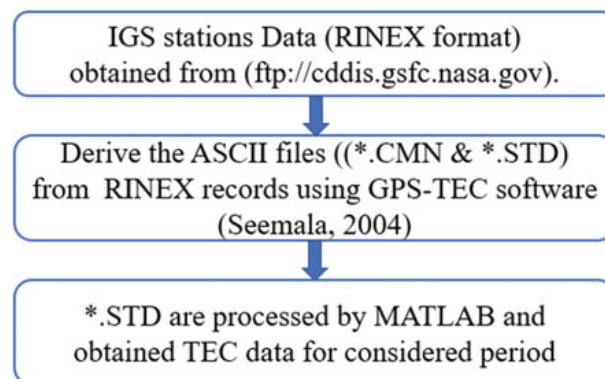 IGS stations Data (RINEX format)
obtained from (ftp://cddis.gsfc.nasa.gov).
Derive the ASCII files ((*.CMN & *.STD)
from RINEX records using GPS-TEC software
(Seemala, 2004)
*.STD are processed by MATLAB and
obtained TEC data for considered period